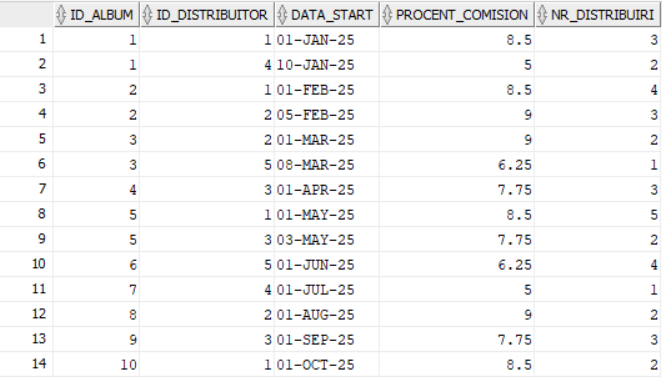 ID_ALBUM ID_DISTRIBUITOR DATA_START PROCENT_COMISION NR_DISTRIBUIRI
1 1 1 01-JAN-25 8.5 3
2 1 4 10-JAN-25 5 2
3 2 1 01-FEB-25 8.5 4
4 2 2 05-FEB-25 9 3
5 3 2 01-MAR-25 9 2
6 3 5 08-MAR-25 6.25 1
7 4 3 01-APR-25 7.75 3
8 5 1 01-MAY-25 8.5 5
9 5 3 03-MAY-25 7.75 2
10 6 5 01-JUN-25 6.25 4
11 7 4 01-JUL-25 5 1
12 8 2 01-AUG-25 9 2
13 9 3 01-SEP-25 7.75 3
14 10 1 01-OCT-25 8.5 2